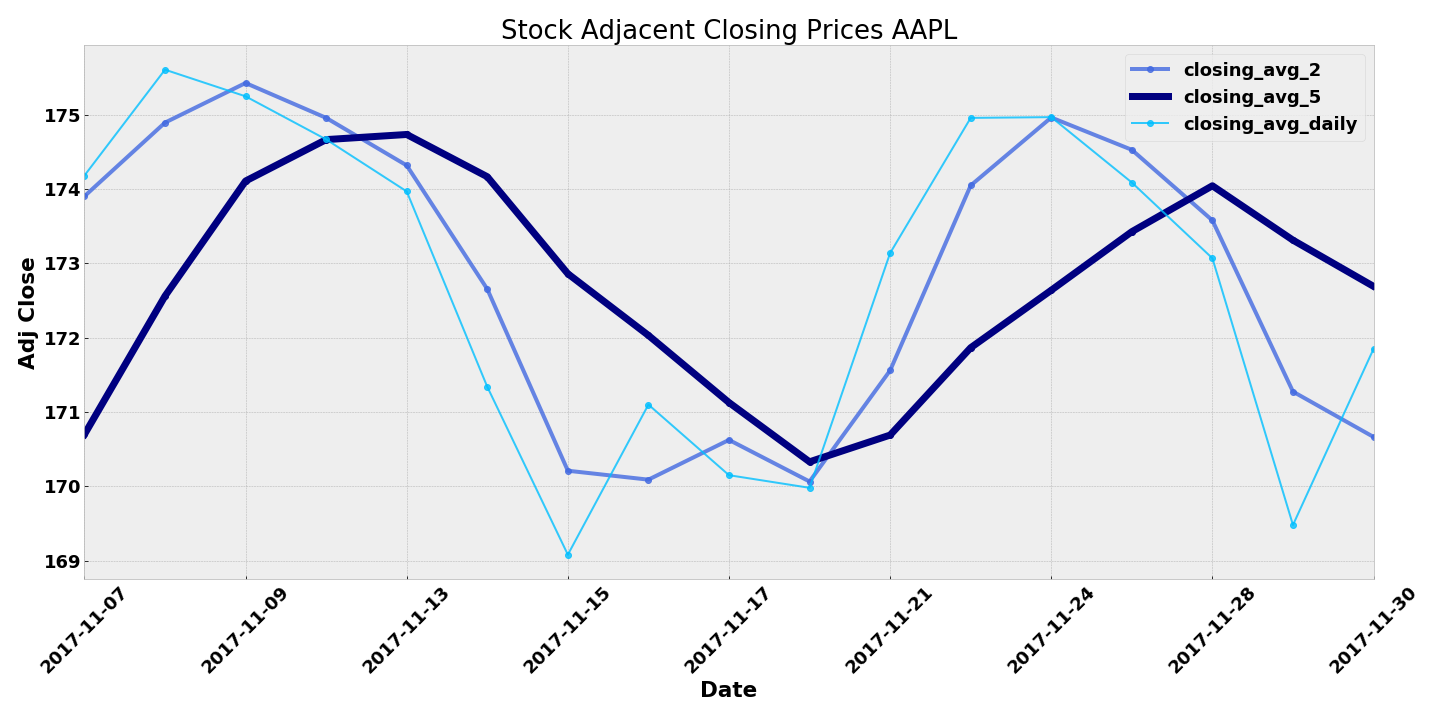 Stock Adjacent Closing Prices AAPL
closing_avg_2
closing_avg_5
closing_avg_daily
Adj Close
175
174
173
172
171
170
169
2017-11-07
2017-11-09
2017-11-13
2017-11-15
2017-11-17
2017-11-21
2017-11-24
2017-11-28
2017-11-30
Date